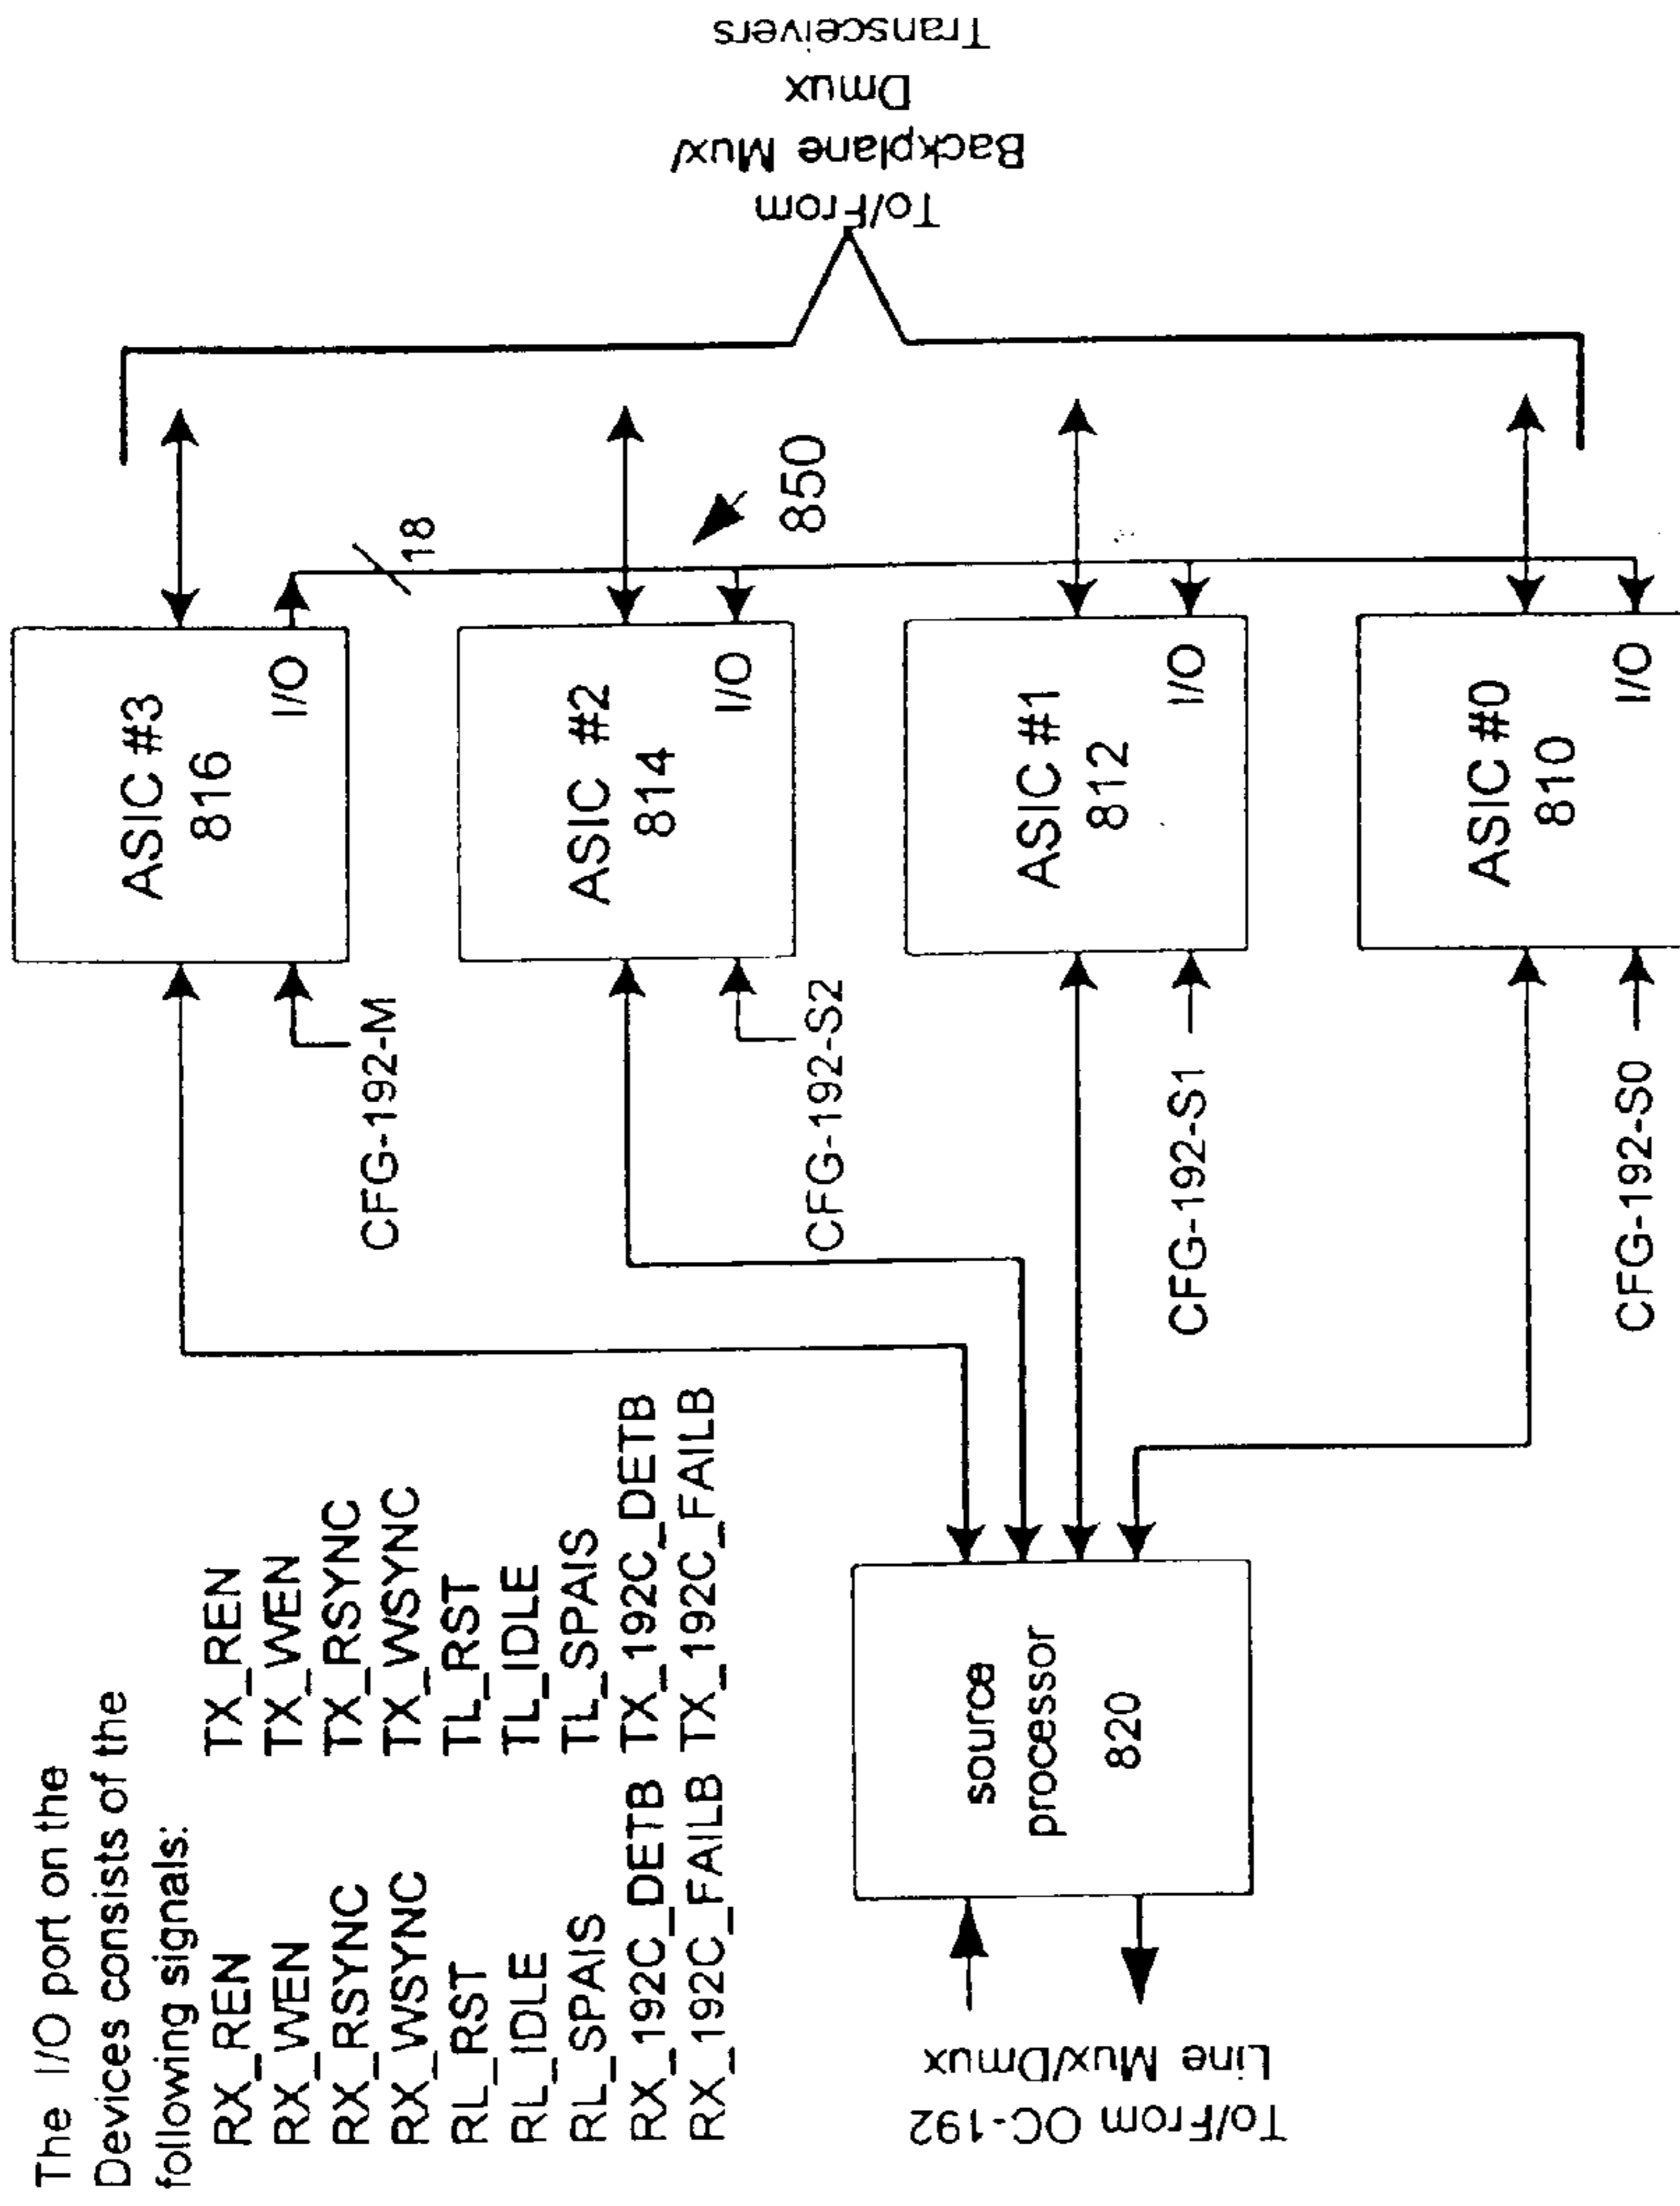 The I/O port on the
Devices consists of the
following signals:
RX_REN TX_REN
RX_WEN TX_WEN
RX_RSYNC TX_RSYNC
RX_WSYNC TX_WSYNC
RL_RST TL_RST
RL_IDLE TL_IDLE
RL_SPAIS TL_SPAIS
RX_192C_DETB TX_192C_DETB
RX_192C_FAILB TX_192C_FAILB
To/From OC-192
Line Mux/Dmux
source
processor
820
CFG-192-M
CFG-192-S2
CFG-192-S1
CFG-192-S0
ASIC #3
816
I/O
ASIC #2
814
I/O
ASIC #1
812
I/O
ASIC #0
810
I/O
18
850
To/From
Backplane Mux/
Dmux
Transceivers